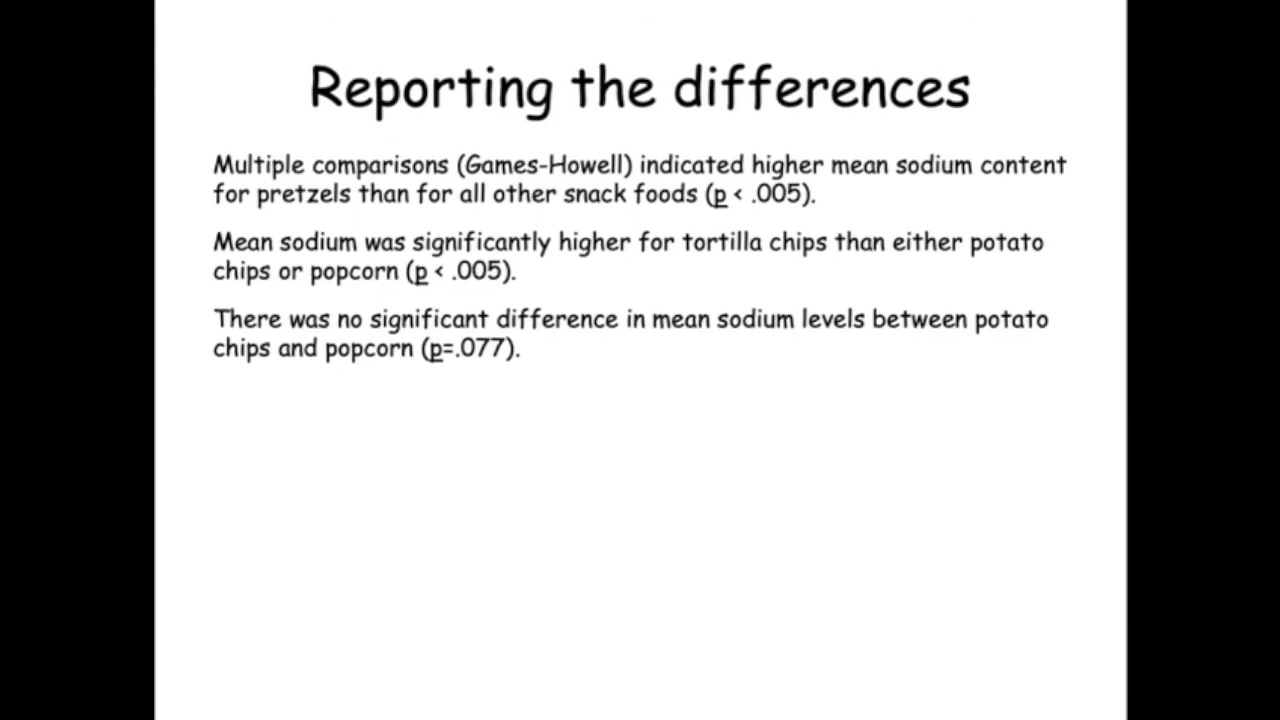 Reporting the differences
Multiple comparisons (Games-Howell) indicated higher mean sodium content
for pretzels than for all other snack foods (p < .005).
Mean sodium was significantly higher for tortilla chips than either potato
chips or popcorn (p < .005).
There was no significant difference in mean sodium levels between potato
chips and popcorn (p=.077).